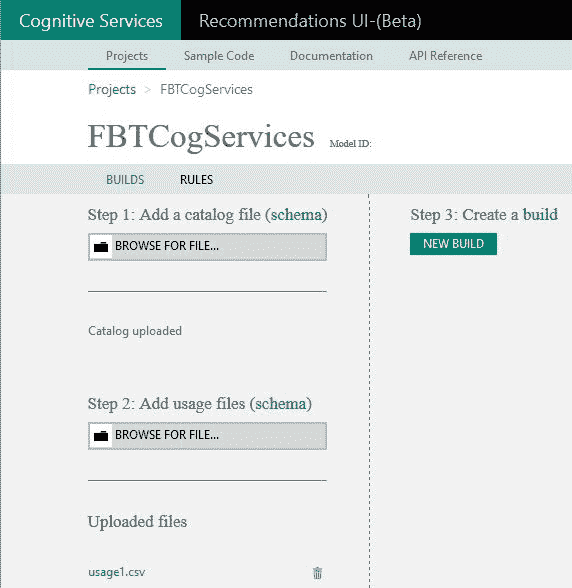 Cognitive Services Recommendations UI-(Beta)
Projects Sample Code Documentation API Reference
Projects > FBTCogServices
FBTCogServices Model ID:
BUILDS RULES
Step 1: Add a catalog file (schema)
BROWSE FOR FILE...
Catalog uploaded
Step 2: Add usage files (schema)
BROWSE FOR FILE...
Uploaded files
usage1.csv
Step 3: Create a build
NEW BUILD